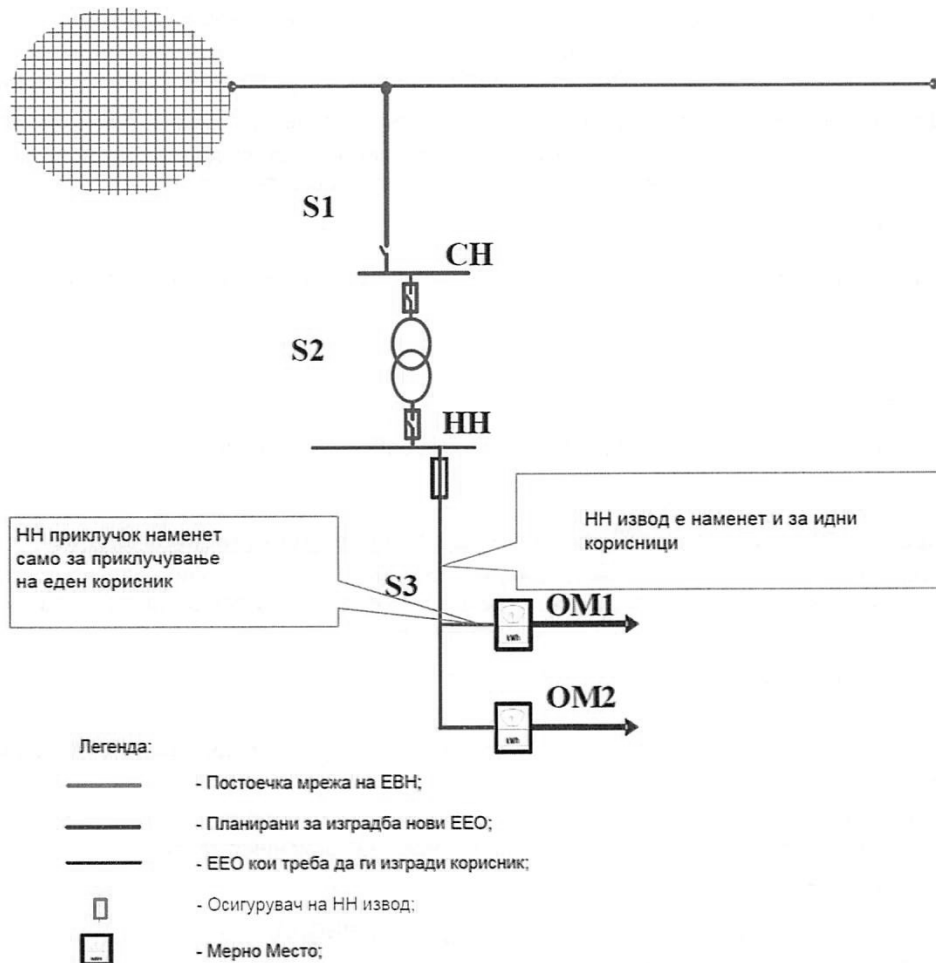 S1
СН
S2
НН
НН приклучок наменет
само за приклучување
на еден корисник
НН извод е наменет и за идни
корисници
S3
OM1
OM2
Легенда:
- Постоечка мрежа на ЕВН;
- Планирани за изградба нови ЕЕО;
- ЕЕО кои треба да ги изгради корисник;
- Осигурувач на НН извод;
- Мерно Место;